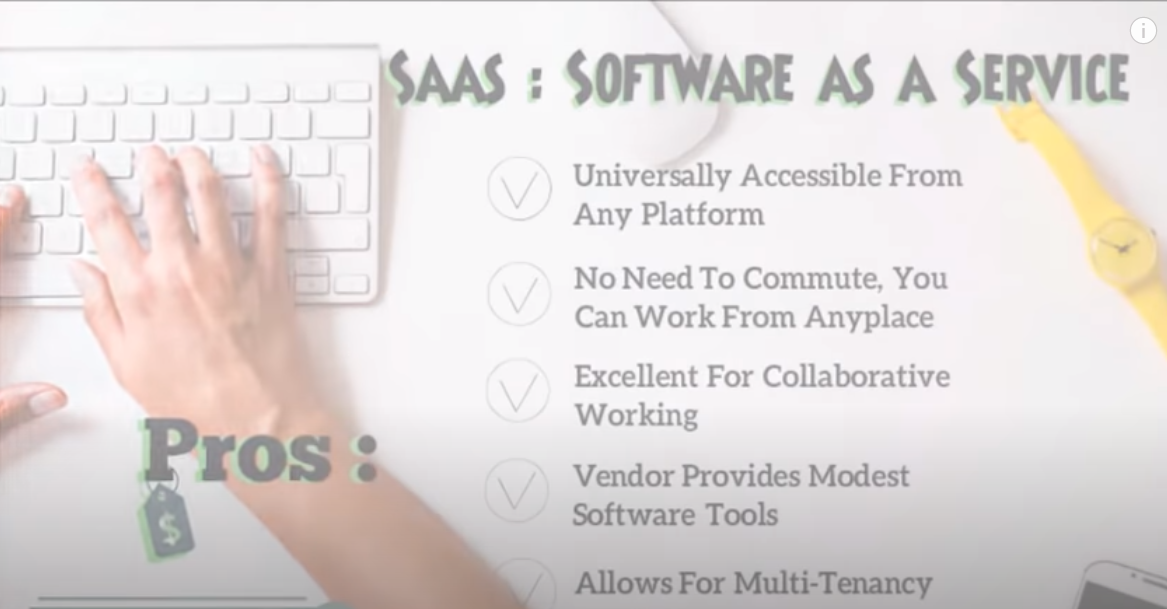 SAAS : SOFTWARE AS A SERVICE
Universally Accessible From
Any Platform
No Need To Commute, You
Can Work From Anyplace
Excellent For Collaborative
Working
Pros :
$
Vendor Provides Modest
Software Tools
Allows For Multi-Tenancy